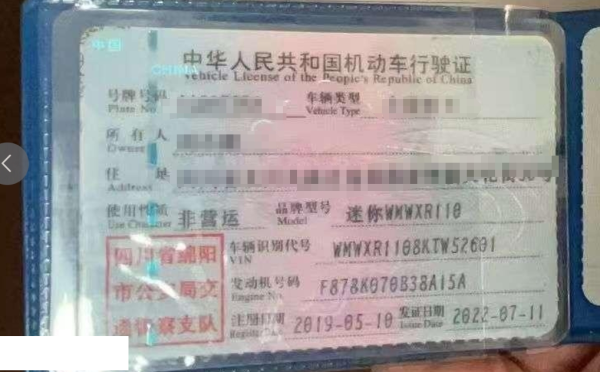 中国
中华人民共和国机动车行驶证
CHINA
Vehicle License of the People's Republic of China
号牌号码 车辆类型
Plate No. Vehicle Type
所有人
Owner
住 址
Address
使用性质 非营运 品牌型号 迷你WMWXR110
Use Character Model
四川省绵阳 车辆识别代号 WMWXR1108KTW52601
VIN
市公安局交 发动机号码 F878K070B38A15A
Engine No.
通警察支队 注册日期 2019-05-10 发证日期 2022-07-11
Register Date Issue Date